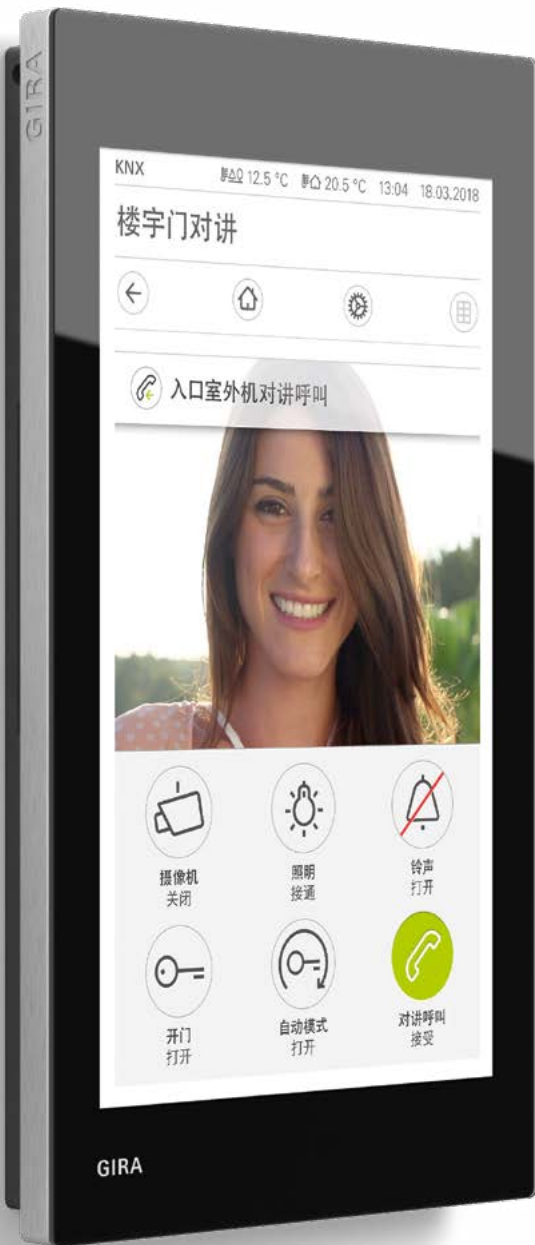 GIRA
KNX 12.5 °C 20.5 °C 13:04 18.03.2018
楼宇门对讲
入口室外机对讲呼叫
摄像机 照明 铃声
关闭 接通 打开
开门 自动模式 对讲呼叫
打开 打开 接受
GIRA